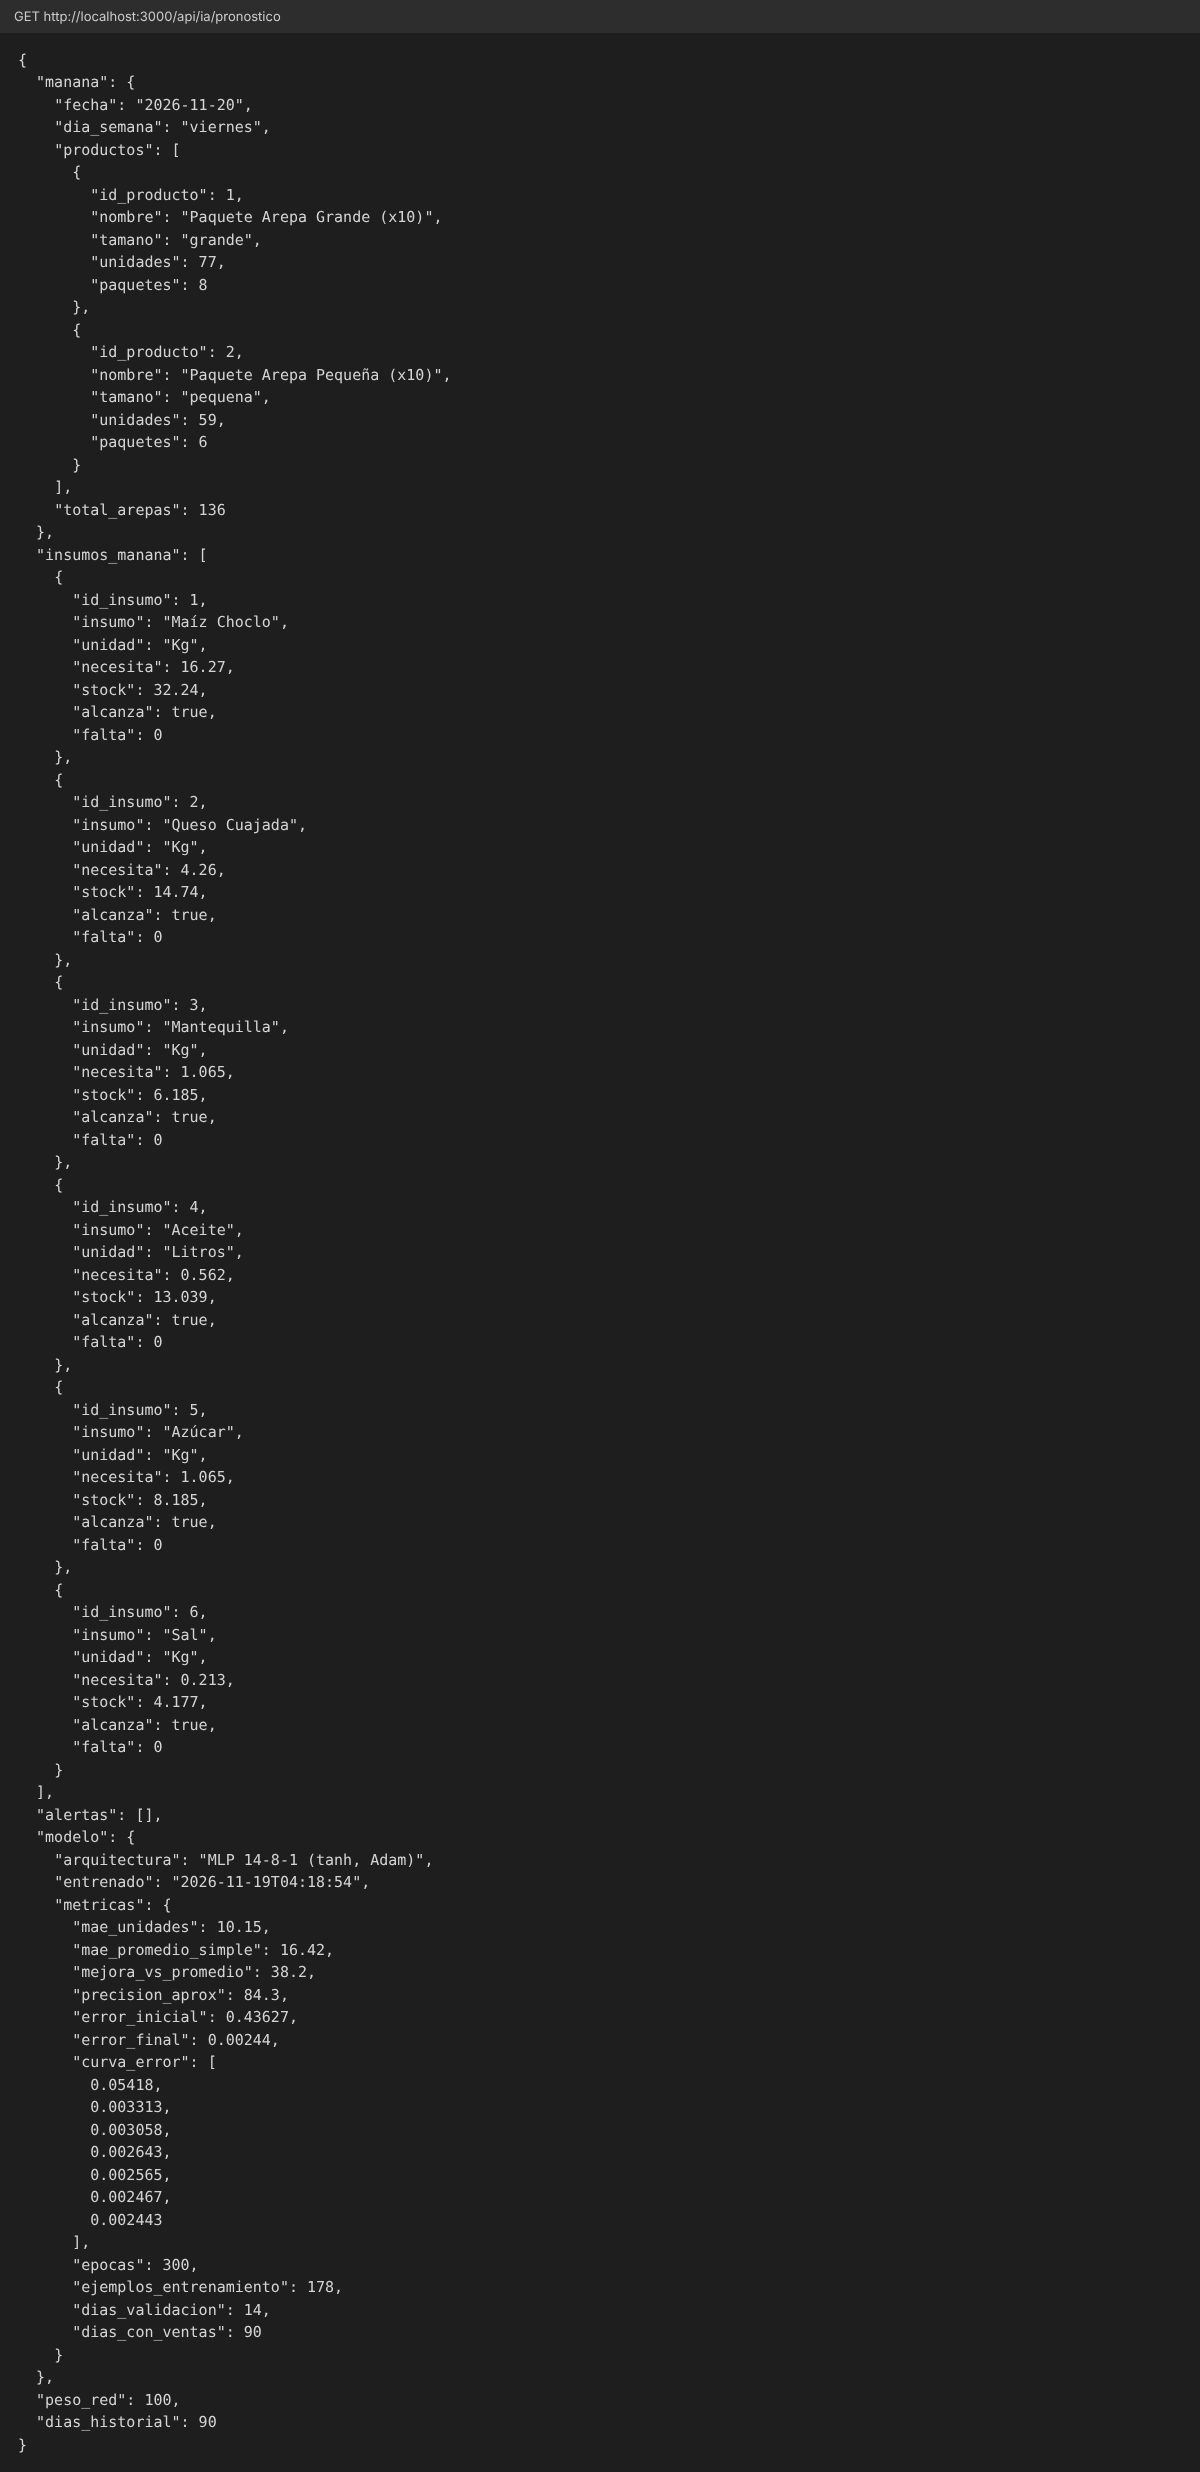 GET http://localhost:3000/api/ia/pronostico
{
  "manana": {
    "fecha": "2026-11-20",
    "dia_semana": "viernes",
    "productos": [
      {
        "id_producto": 1,
        "nombre": "Paquete Arepa Grande (x10)",
        "tamano": "grande",
        "unidades": 77,
        "paquetes": 8
      },
      {
        "id_producto": 2,
        "nombre": "Paquete Arepa Pequeña (x10)",
        "tamano": "pequena",
        "unidades": 59,
        "paquetes": 6
      }
    ],
    "total_arepas": 136
  },
  "insumos_manana": [
    {
      "id_insumo": 1,
      "insumo": "Maíz Choclo",
      "unidad": "Kg",
      "necesita": 16.27,
      "stock": 32.24,
      "alcanza": true,
      "falta": 0
    },
    {
      "id_insumo": 2,
      "insumo": "Queso Cuajada",
      "unidad": "Kg",
      "necesita": 4.26,
      "stock": 14.74,
      "alcanza": true,
      "falta": 0
    },
    {
      "id_insumo": 3,
      "insumo": "Mantequilla",
      "unidad": "Kg",
      "necesita": 1.065,
      "stock": 6.185,
      "alcanza": true,
      "falta": 0
    },
    {
      "id_insumo": 4,
      "insumo": "Aceite",
      "unidad": "Litros",
      "necesita": 0.562,
      "stock": 13.039,
      "alcanza": true,
      "falta": 0
    },
    {
      "id_insumo": 5,
      "insumo": "Azúcar",
      "unidad": "Kg",
      "necesita": 1.065,
      "stock": 8.185,
      "alcanza": true,
      "falta": 0
    },
    {
      "id_insumo": 6,
      "insumo": "Sal",
      "unidad": "Kg",
      "necesita": 0.213,
      "stock": 4.177,
      "alcanza": true,
      "falta": 0
    }
  ],
  "alertas": [],
  "modelo": {
    "arquitectura": "MLP 14-8-1 (tanh, Adam)",
    "entrenado": "2026-11-19T04:18:54",
    "metricas": {
      "mae_unidades": 10.15,
      "mae_promedio_simple": 16.42,
      "mejora_vs_promedio": 38.2,
      "precision_aprox": 84.3,
      "error_inicial": 0.43627,
      "error_final": 0.00244,
      "curva_error": [
        0.05418,
        0.003313,
        0.003058,
        0.002643,
        0.002565,
        0.002467,
        0.002443
      ],
      "epocas": 300,
      "ejemplos_entrenamiento": 178,
      "dias_validacion": 14,
      "dias_con_ventas": 90
    }
  },
  "peso_red": 100,
  "dias_historial": 90
}